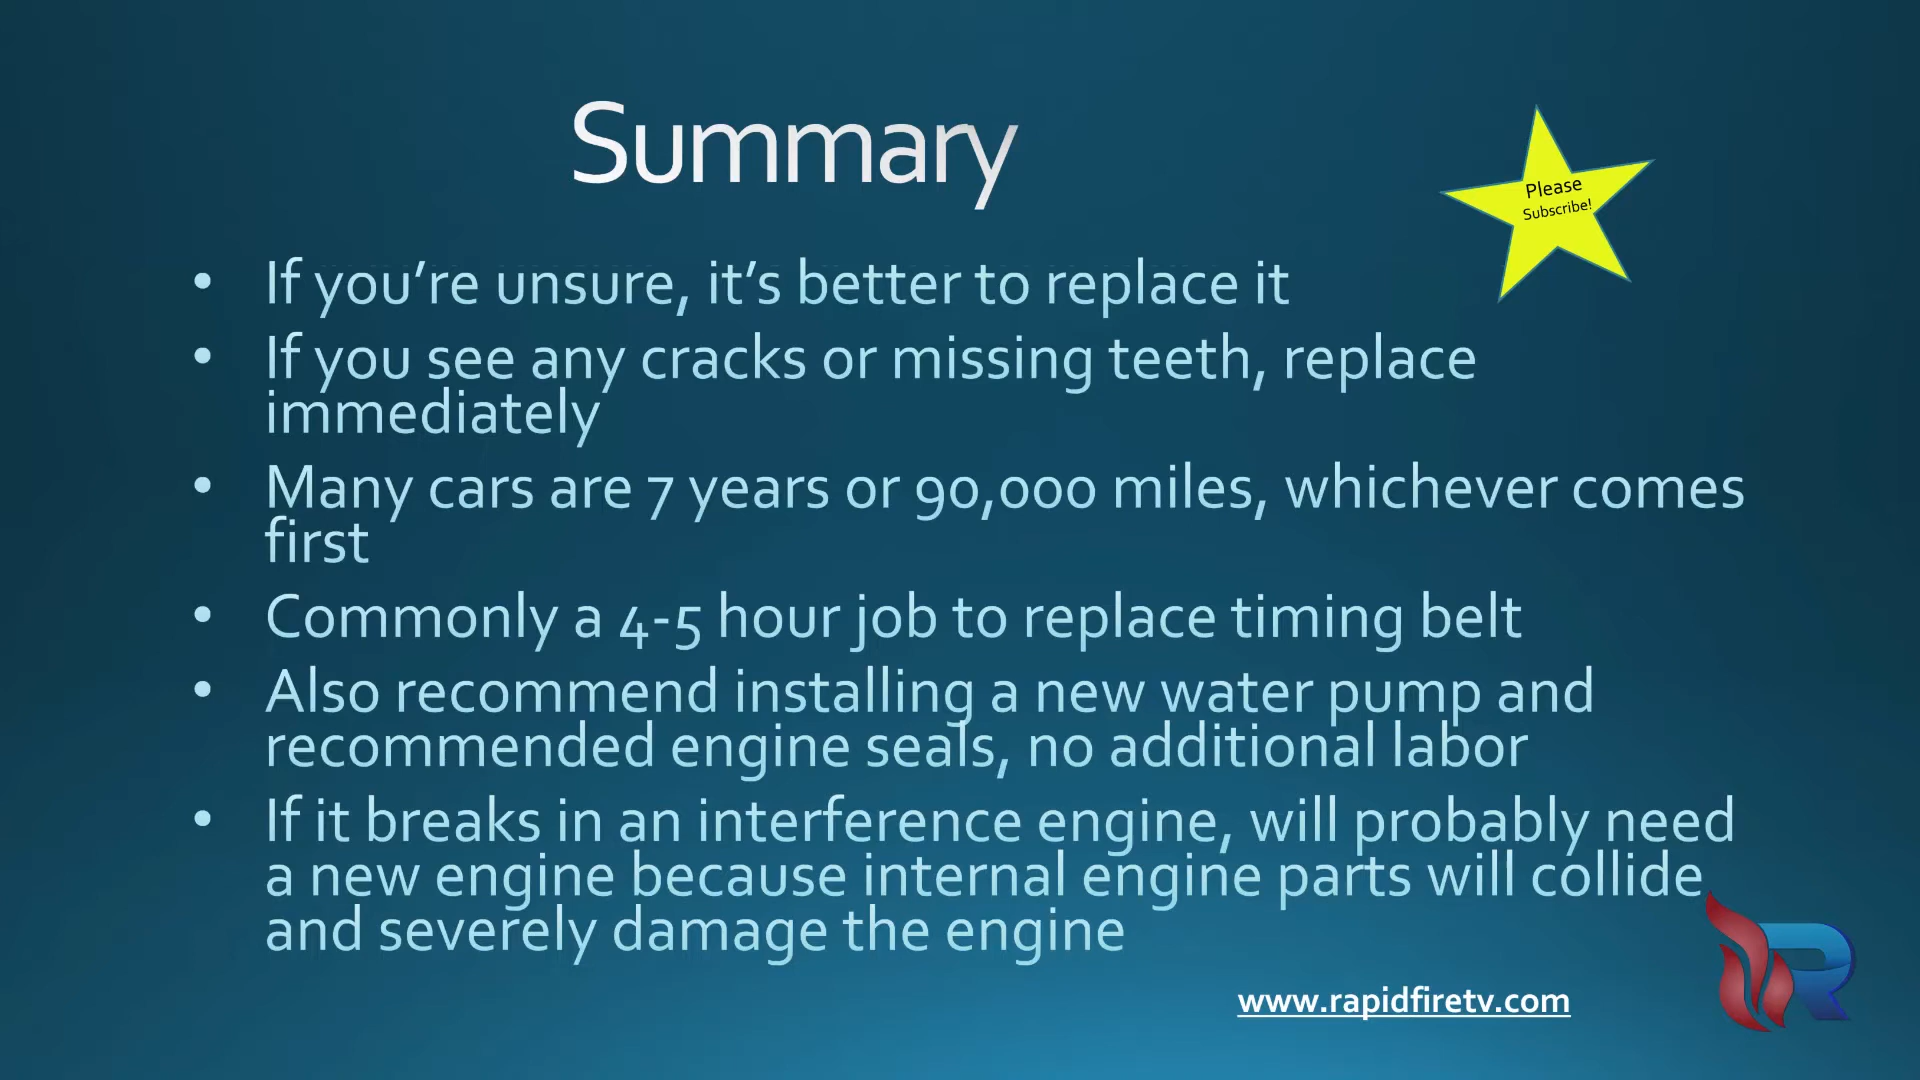 Summary
Please
Subscribe!
• If you’re unsure, it’s better to replace it
• If you see any cracks or missing teeth, replace
immediately
• Many cars are 7 years or 90,000 miles, whichever comes
first
• Commonly a 4-5 hour job to replace timing belt
• Also recommend installing a new water pump and
recommended engine seals, no additional labor
• If it breaks in an interference engine, will probably need
a new engine because internal engine parts will collide
and severely damage the engine
www.rapidfiretv.com
R